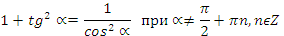 1 + tg² ∝= 1/cos² ∝ при ∝≠ π/2 + πn, nϵZ